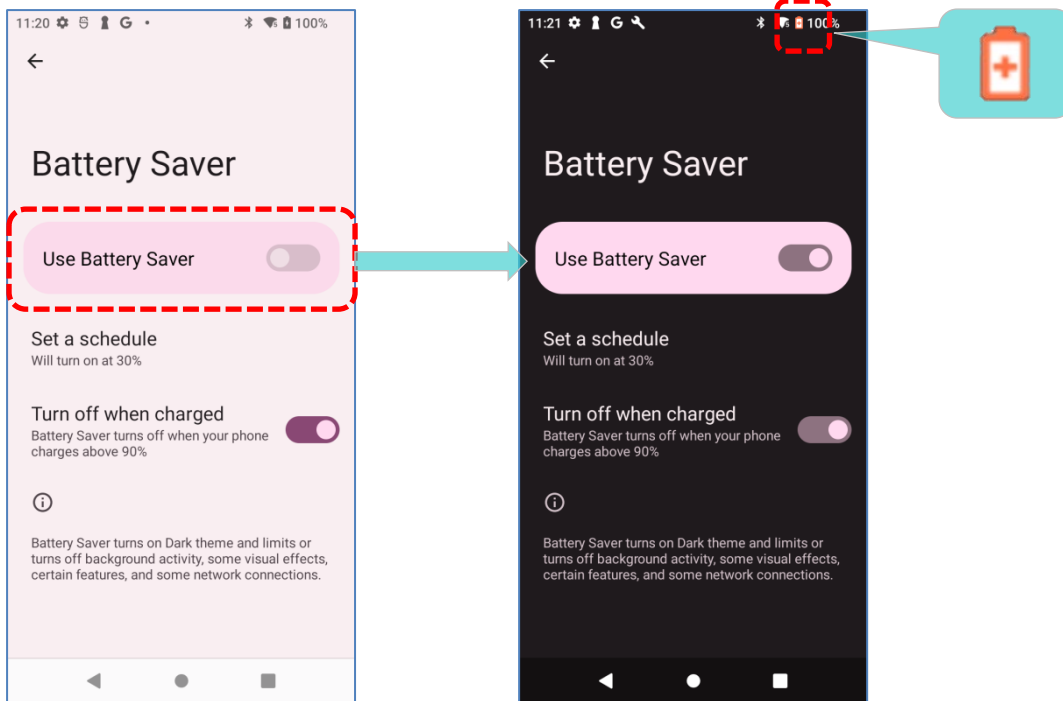 11:20 G 100%
Battery Saver
Use Battery Saver
Set a schedule
Will turn on at 30%
Turn off when charged
Battery Saver turns off when your phone
charges above 90%
Battery Saver turns on Dark theme and limits or
turns off background activity, some visual effects,
certain features, and some network connections.
11:21 G 100%
Battery Saver
Use Battery Saver
Set a schedule
Will turn on at 30%
Turn off when charged
Battery Saver turns off when your phone
charges above 90%
Battery Saver turns on Dark theme and limits or
turns off background activity, some visual effects,
certain features, and some network connections.